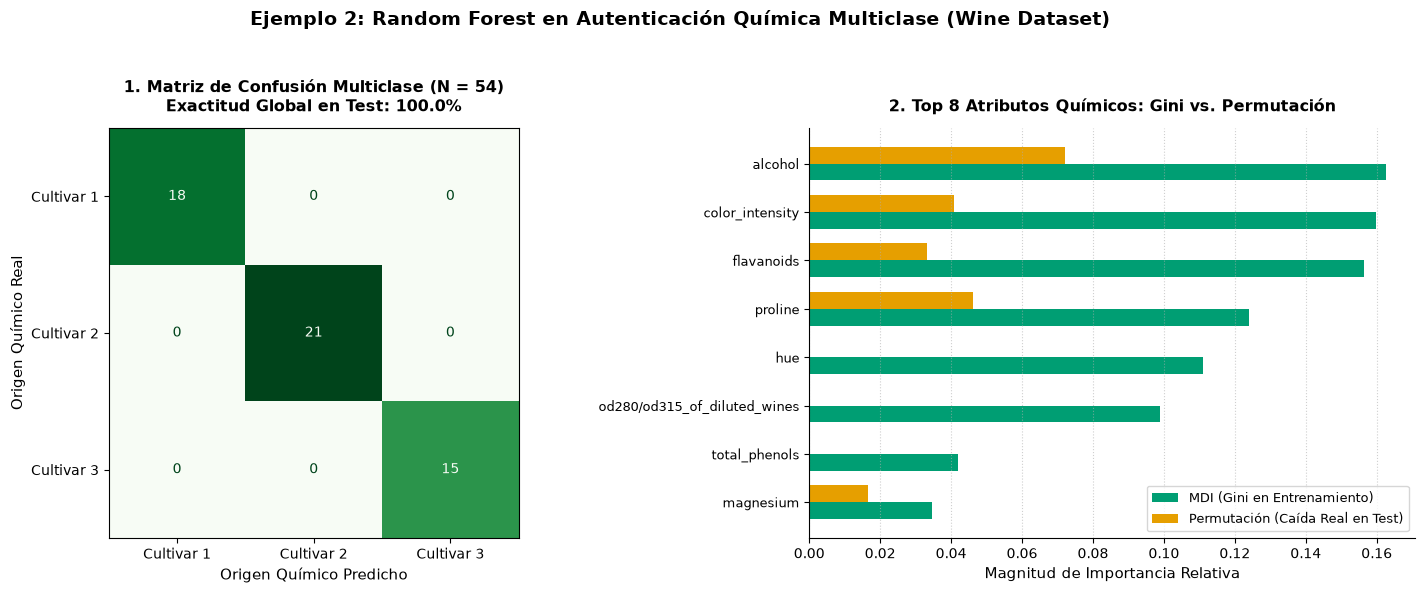 Ejemplo 2: Random Forest en Autenticación Química Multiclase (Wine Dataset)
1. Matriz de Confusión Multiclase (N = 54)
Exactitud Global en Test: 100.0%
Origen Químico Real
Cultivar 1
18
0
0
Cultivar 2
0
21
0
Cultivar 3
0
0
15
Cultivar 1
Cultivar 2
Cultivar 3
Origen Químico Predicho
2. Top 8 Atributos Químicos: Gini vs. Permutación
alcohol
color_intensity
flavanoids
proline
hue
od280/od315_of_diluted_wines
total_phenols
magnesium
MDI (Gini en Entrenamiento)
Permutación (Caída Real en Test)
0.00
0.02
0.04
0.06
0.08
0.10
0.12
0.14
0.16
Magnitud de Importancia Relativa